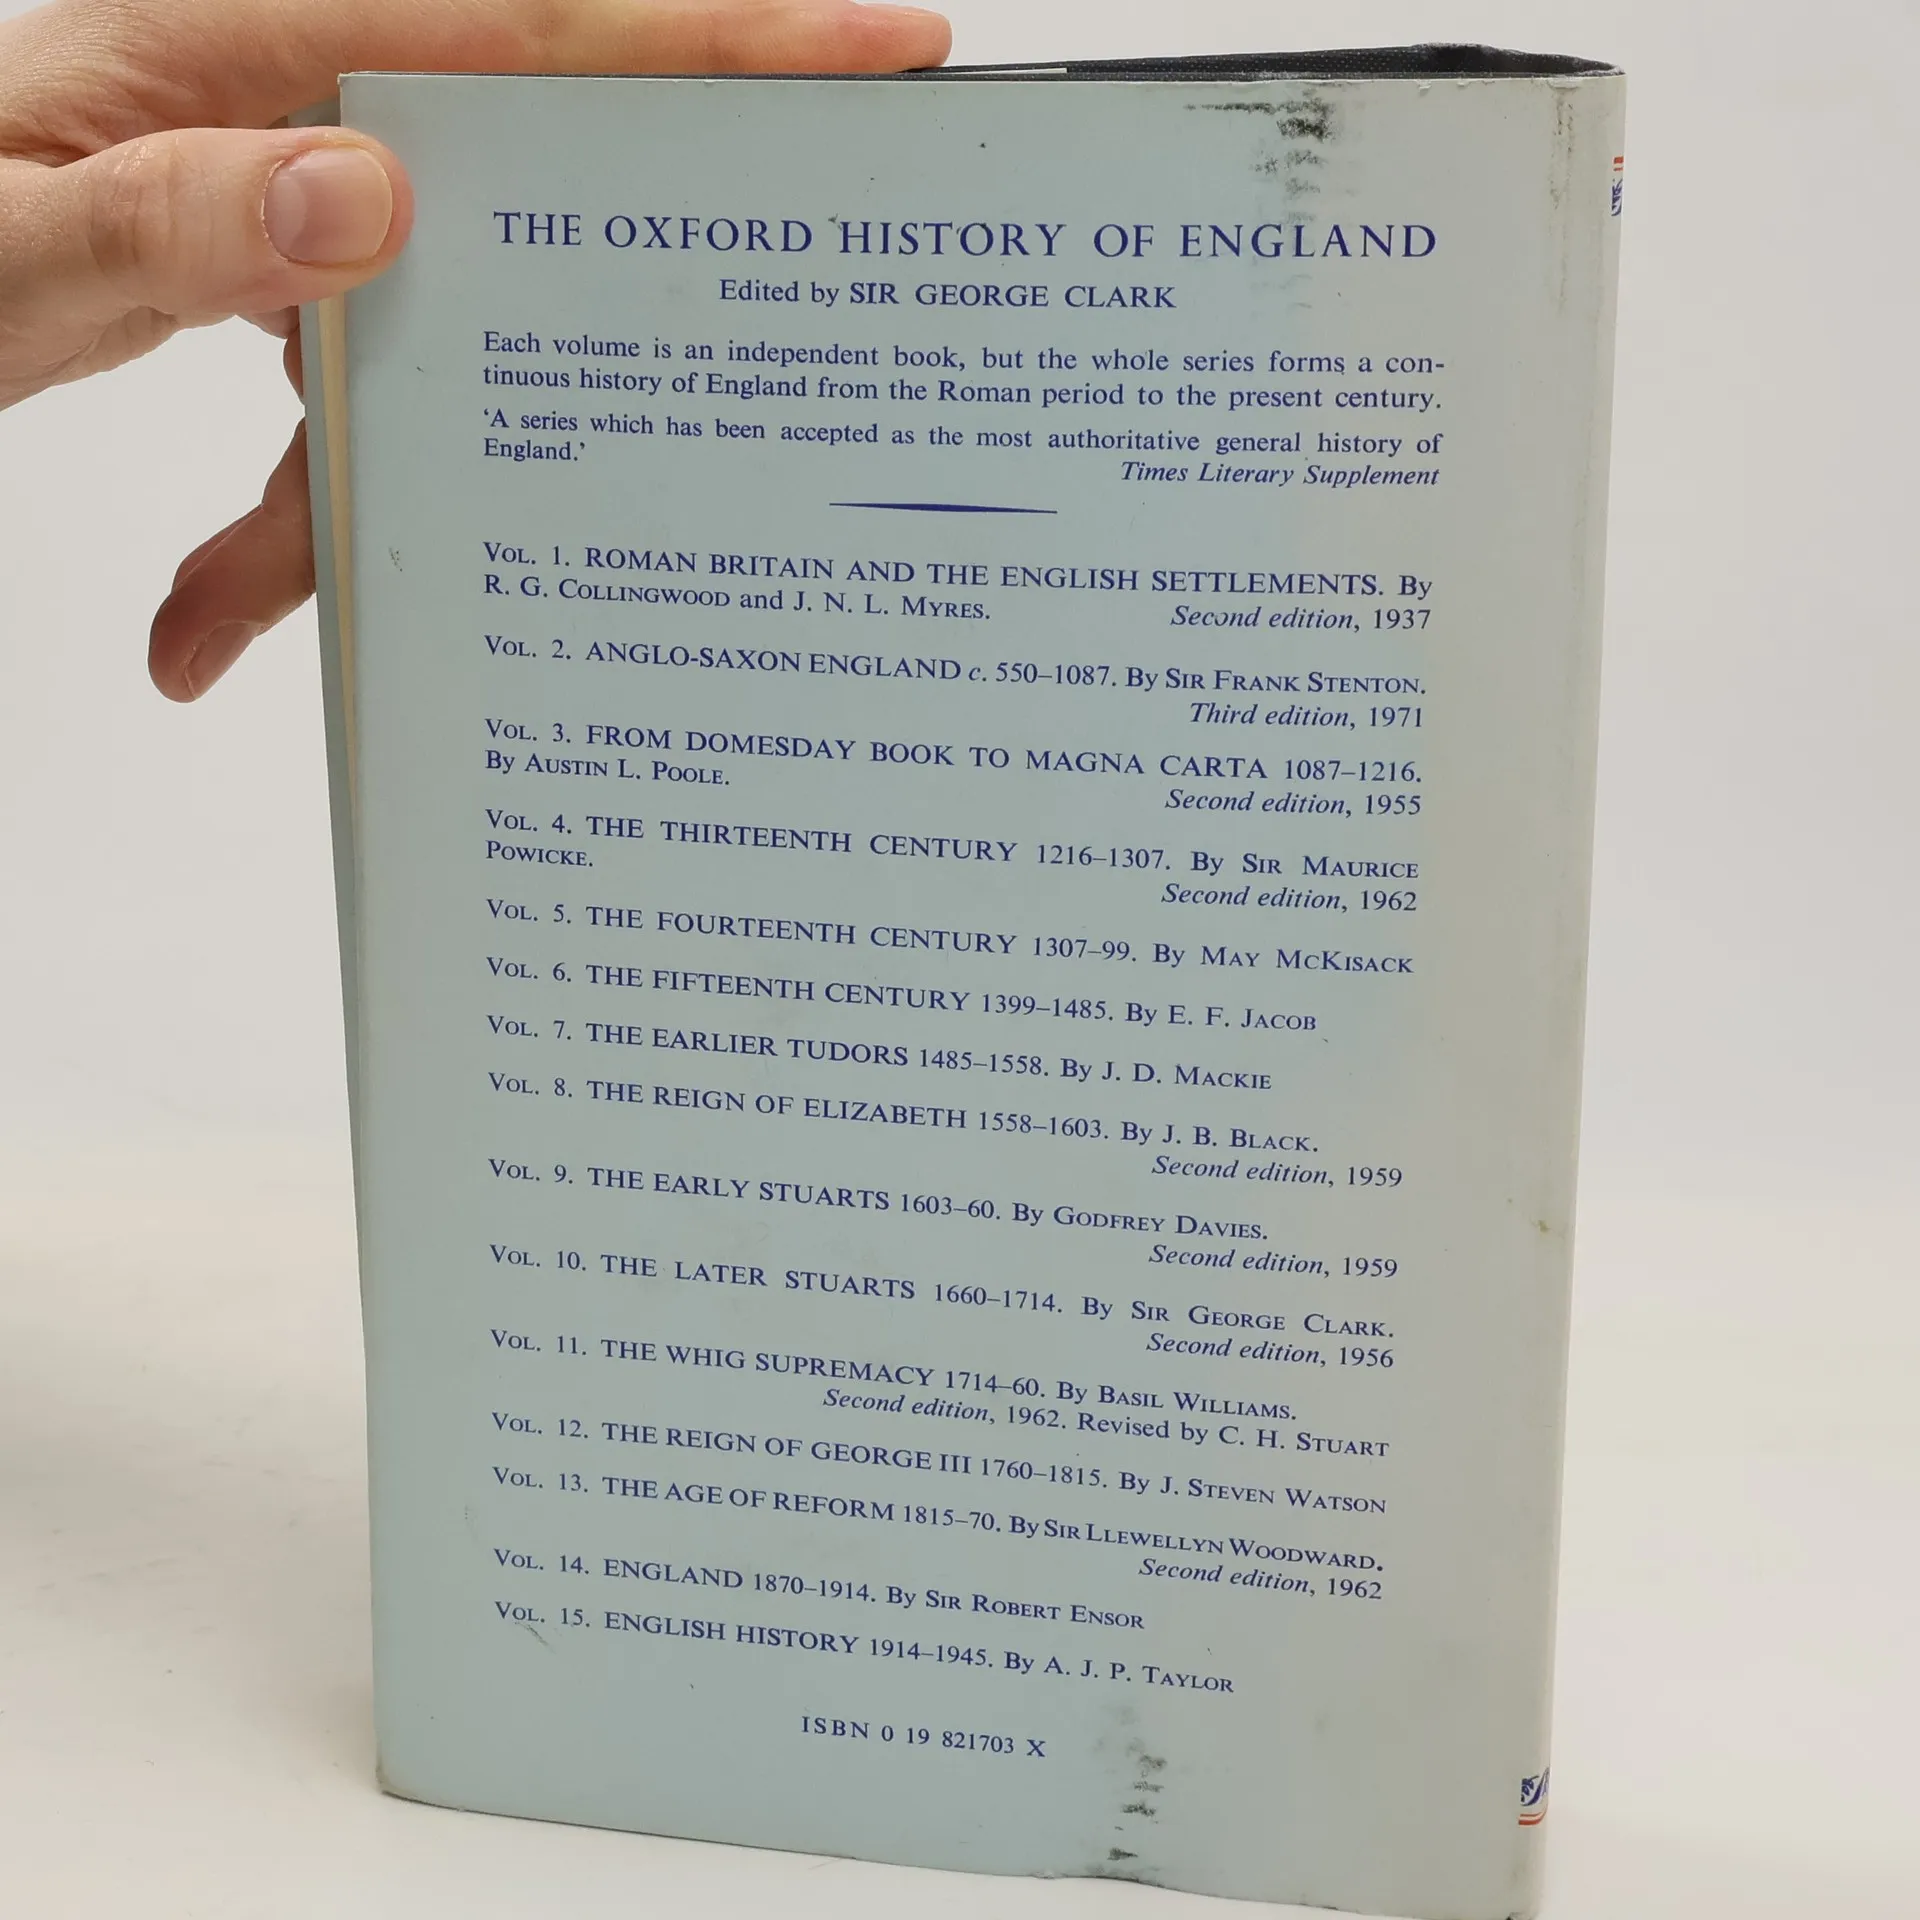 THE OXFORD HISTORY OF ENGLAND
Edited by SIR GEORGE CLARK
Each volume is an independent book, but the whole series forms a con-
tinuous history of England from the Roman period to the present century.
‘A series which has been accepted as the most authoritative general history of
England.’
Times Literary Supplement
VOL. 1. ROMAN BRITAIN AND THE ENGLISH SETTLEMENTS. By
R. G. COLLINGWOOD and J. N. L. MYRES. Second edition, 1937
VOL. 2. ANGLO-SAXON ENGLAND c. 550–1087. By SIR FRANK STENTON.
Third edition, 1971
VOL. 3. FROM DOMESDAY BOOK TO MAGNA CARTA 1087–1216.
By AUSTIN L. POOLE. Second edition, 1955
VOL. 4. THE THIRTEENTH CENTURY 1216–1307. By SIR MAURICE
POWICKE. Second edition, 1962
VOL. 5. THE FOURTEENTH CENTURY 1307–99. By MAY MCKISACK
VOL. 6. THE FIFTEENTH CENTURY 1399–1485. By E. F. JACOB
VOL. 7. THE EARLIER TUDORS 1485–1558. By J. D. MACKIE
VOL. 8. THE REIGN OF ELIZABETH 1558–1603. By J. B. BLACK.
Second edition, 1959
VOL. 9. THE EARLY STUARTS 1603–60. By GODFREY DAVIES.
Second edition, 1959
VOL. 10. THE LATER STUARTS 1660–1714. By SIR GEORGE CLARK.
Second edition, 1956
VOL. 11. THE WHIG SUPREMACY 1714–60. By BASIL WILLIAMS.
Second edition, 1962. Revised by C. H. STUART
VOL. 12. THE REIGN OF GEORGE III 1760–1815. By J. STEVEN WATSON
VOL. 13. THE AGE OF REFORM 1815–70. By SIR LLEWELLYN WOODWARD.
Second edition, 1962
VOL. 14. ENGLAND 1870–1914. By SIR ROBERT ENSOR
VOL. 15. ENGLISH HISTORY 1914–1945. By A. J. P. TAYLOR
ISBN 0 19 821703 X